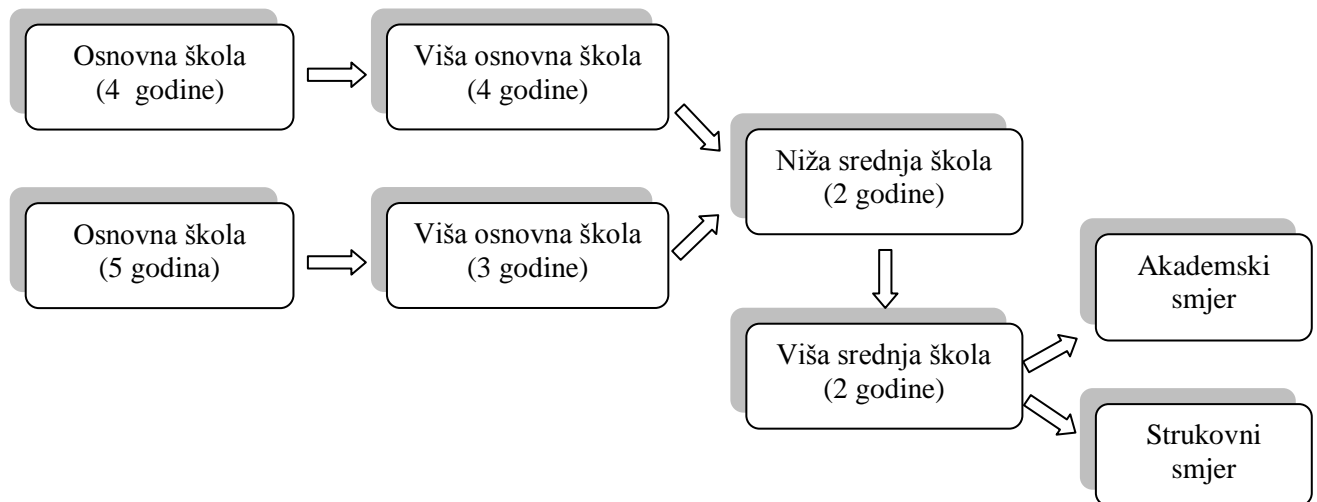 Osnovna škola
(4 godine)
Viša osnovna škola
(4 godine)
Osnovna škola
(5 godina)
Viša osnovna škola
(3 godine)
Niža srednja škola
(2 godine)
Viša srednja škola
(2 godine)
Akademski
smjer
Strukovni
smjer